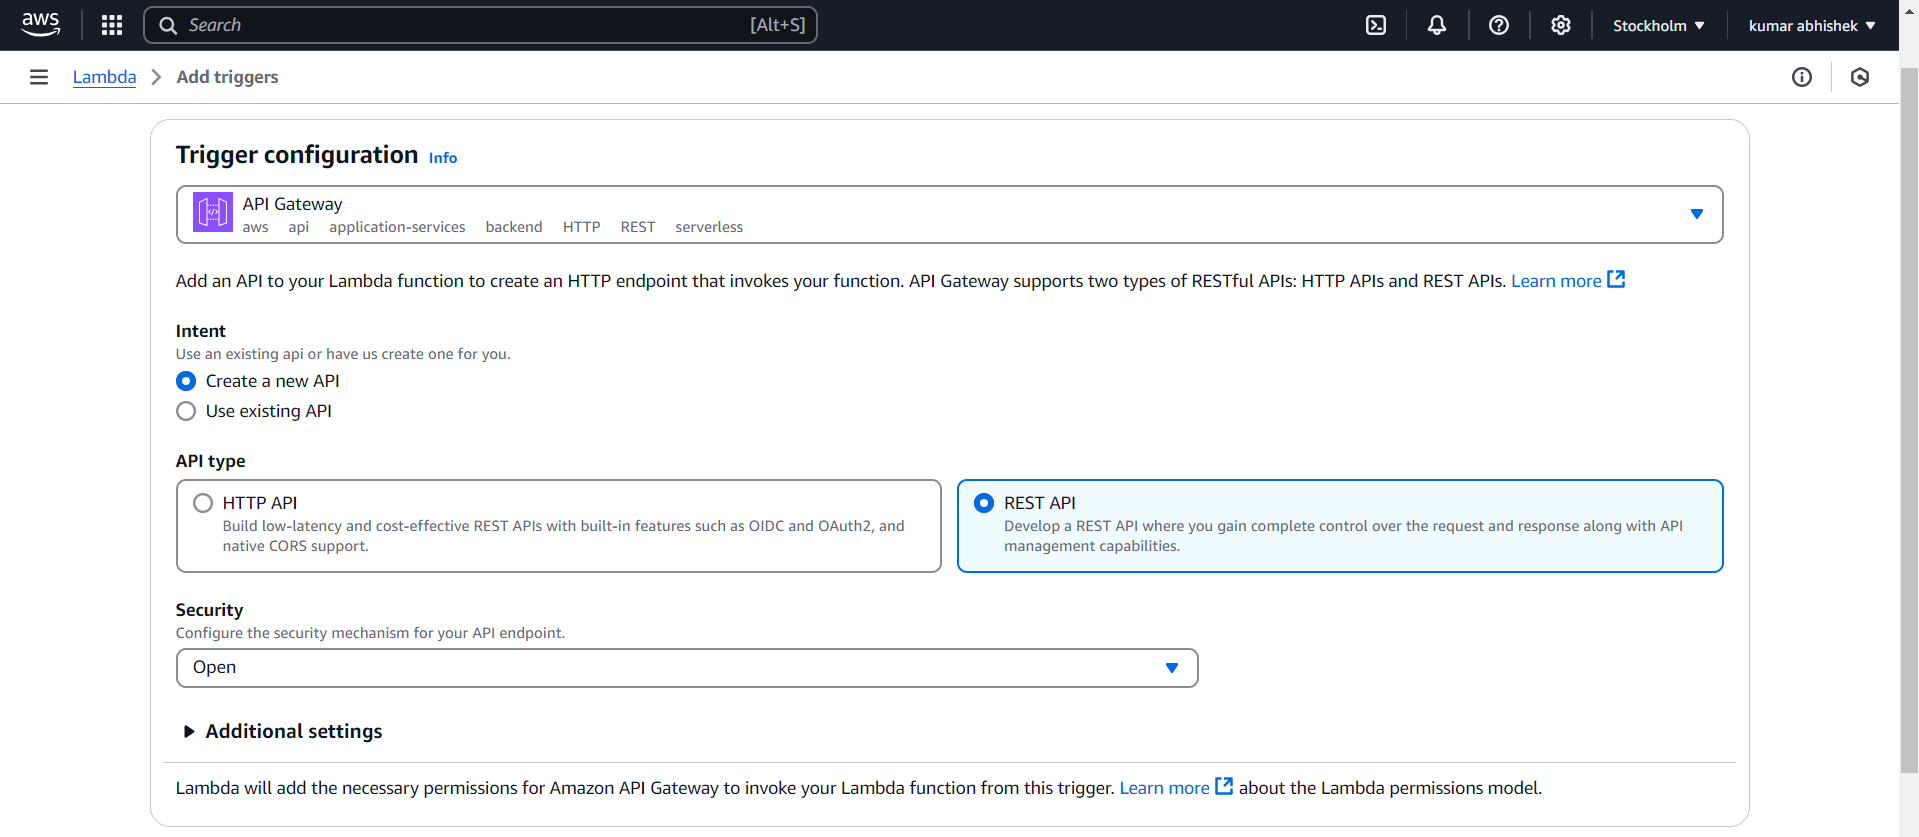 aws
Search [Alt+S]
Stockholm
kumar abhishek
Lambda Add triggers
Trigger configuration Info
API Gateway
aws api application-services backend HTTP REST serverless
Add an API to your Lambda function to create an HTTP endpoint that invokes your function. API Gateway supports two types of RESTful APIs: HTTP APIs and REST APIs. Learn more
Intent
Use an existing api or have us create one for you.
Create a new API
Use existing API
API type
HTTP API
Build low-latency and cost-effective REST APIs with built-in features such as OIDC and OAuth2, and
native CORS support.
REST API
Develop a REST API where you gain complete control over the request and response along with API
management capabilities.
Security
Configure the security mechanism for your API endpoint.
Open
Additional settings
Lambda will add the necessary permissions for Amazon API Gateway to invoke your Lambda function from this trigger. Learn more about the Lambda permissions model.